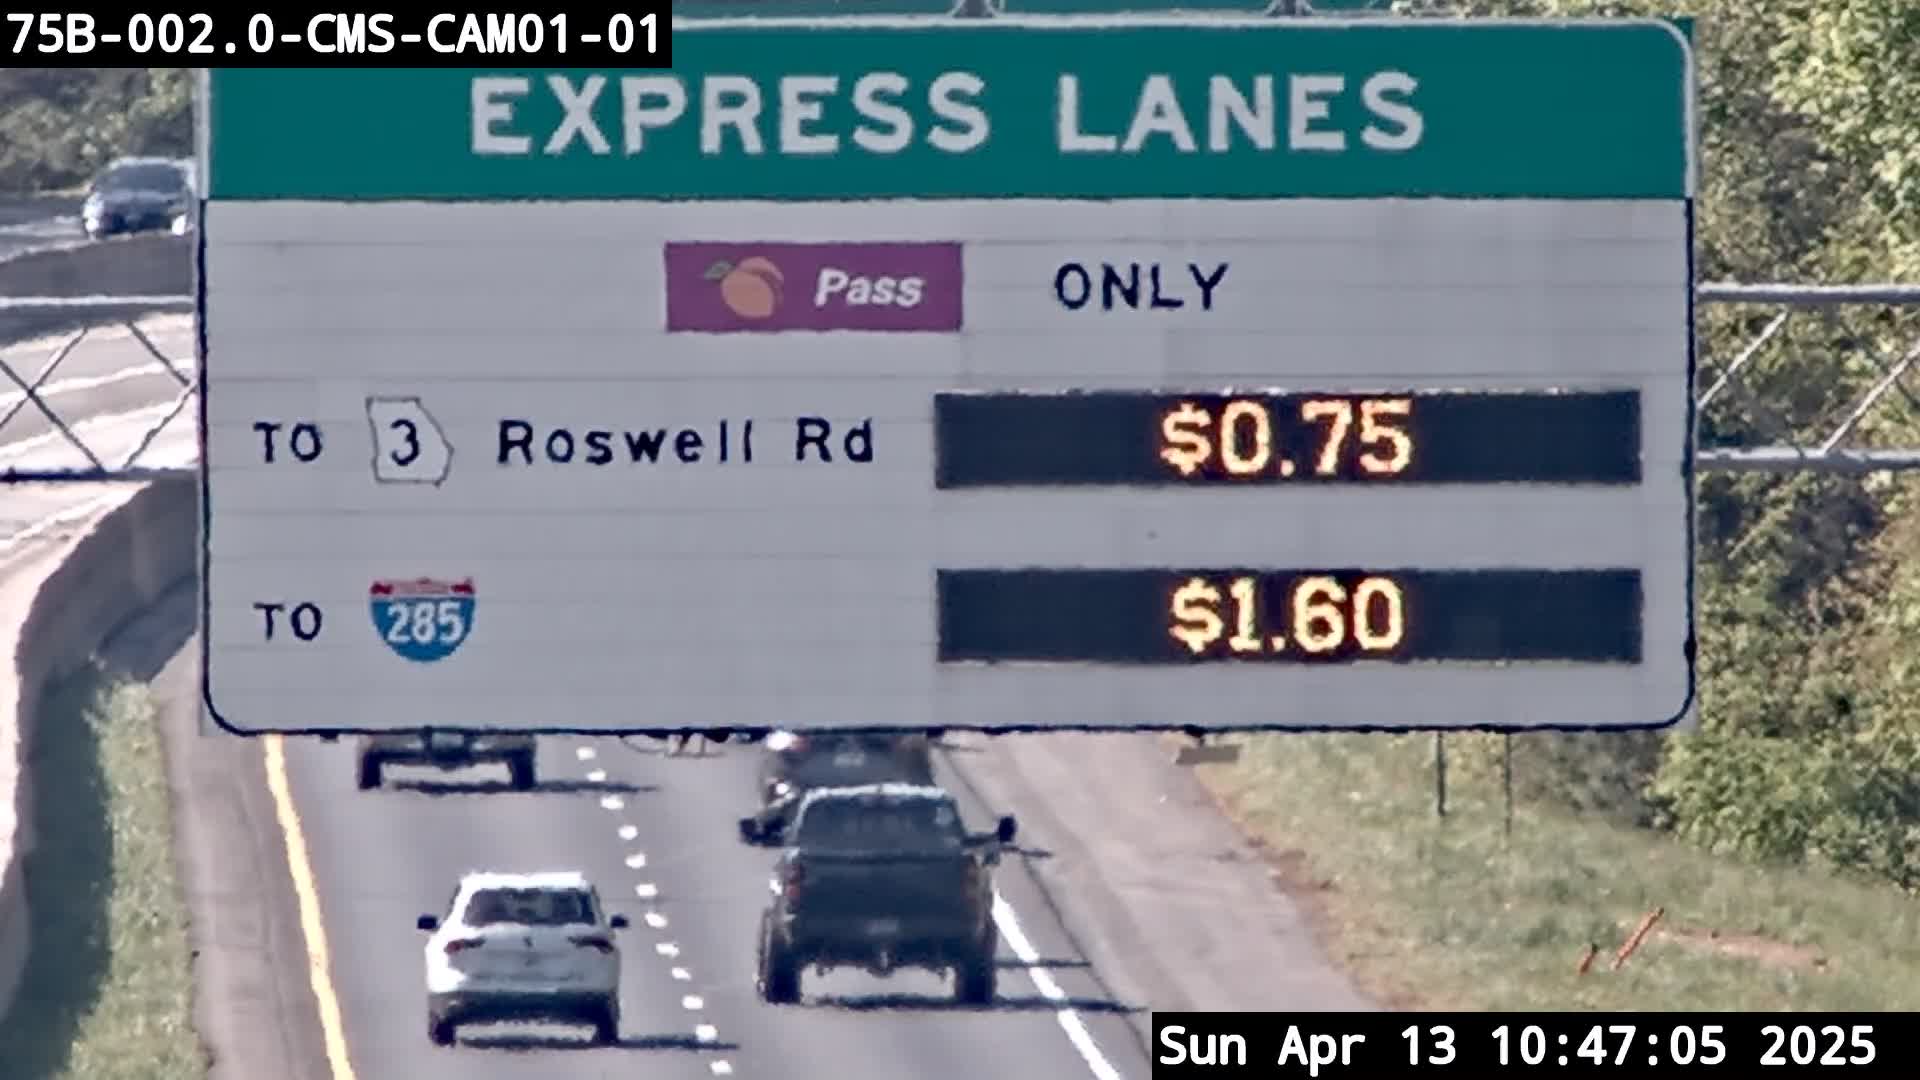 75B-002.0-CMS-CAM01-01
EXPRESS LANES
Pass ONLY
TO 3 Roswell Rd $0.75
TO 285 $1.60
Sun Apr 13 10:47:05 2025